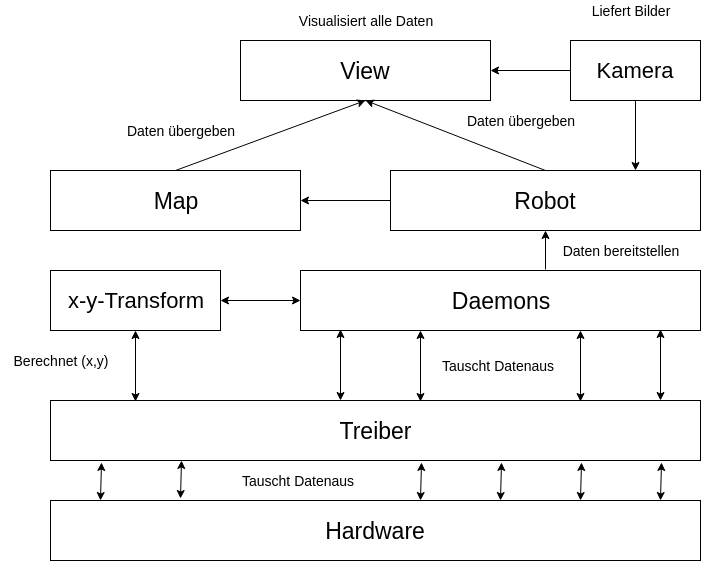 Liefert Bilder
Visualisiert alle Daten
View
Kamera
Daten übergeben
Daten übergeben
Map
Robot
Daten bereitstellen
x-y-Transform
Daemons
Berechnet (x,y)
Tauscht Datenaus
Treiber
Tauscht Datenaus
Hardware